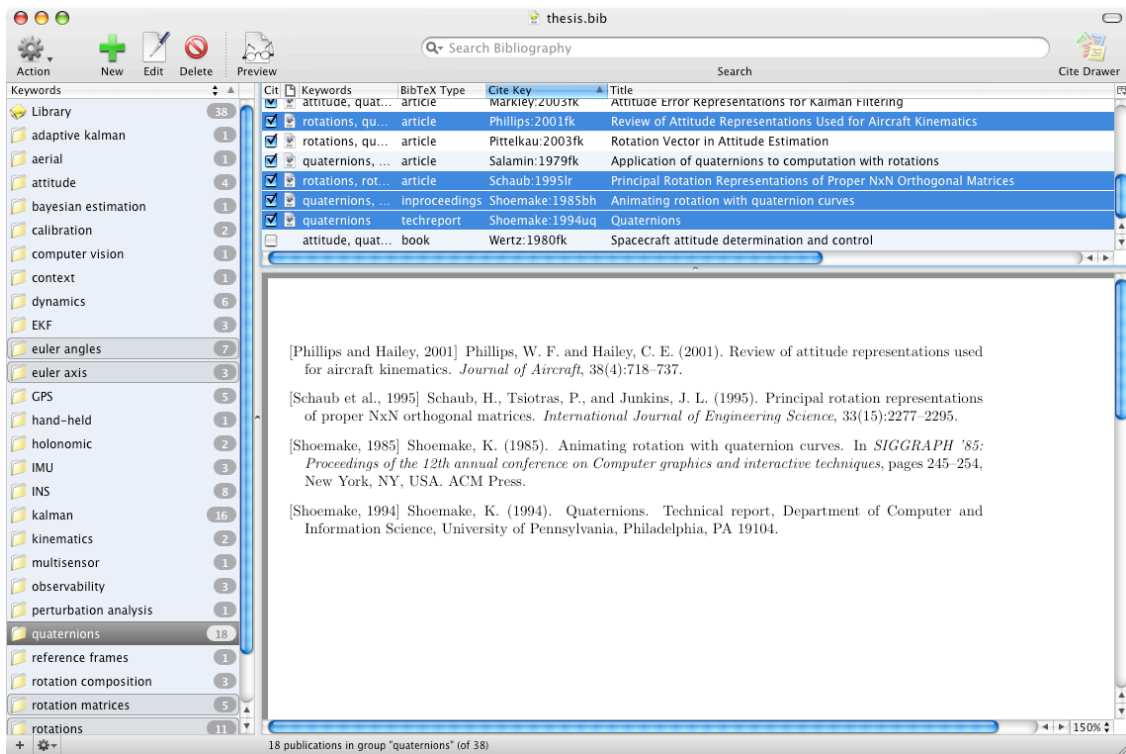 thesis.bib
Action New Edit Delete Preview Search Bibliography Search Cite Drawer
Keywords
Library 38
adaptive kalman 1
aerial 1
attitude 4
bayesian estimation 1
calibration 2
computer vision 1
context 1
dynamics 6
EKF 3
euler angles 7
euler axis 3
GPS 5
hand-held 1
holonomic 2
IMU 3
INS 8
kalman 16
kinematics 2
multisensor 1
observability 3
perturbation analysis 1
quaternions 18
reference frames 1
rotation composition 3
rotation matrices 5
rotations 11
Cit Keywords BibTeX Type Cite Key Title
attitude, quat... article Markley:2003fk Attitude Error Representations for Kalman Filtering
rotations, qu... article Phillips:2001fk Review of Attitude Representations Used for Aircraft Kinematics
rotations, qu... article Pittelkau:2003fk Rotation Vector in Attitude Estimation
quaternions, ... article Salamin:1979fk Application of quaternions to computation with rotations
rotations, rot... article Schaub:1995lr Principal Rotation Representations of Proper NxN Orthogonal Matrices
quaternions, ... inproceedings Shoemake:1985bh Animating rotation with quaternion curves
quaternions techreport Shoemake:1994uq Quaternions
attitude, quat... book Wertz:1980fk Spacecraft attitude determination and control
[Phillips and Hailey, 2001] Phillips, W. F. and Hailey, C. E. (2001). Review of attitude representations used
for aircraft kinematics. Journal of Aircraft, 38(4):718–737.
[Schaub et al., 1995] Schaub, H., Tsiotras, P., and Junkins, J. L. (1995). Principal rotation representations
of proper NxN orthogonal matrices. International Journal of Engineering Science, 33(15):2277–2295.
[Shoemake, 1985] Shoemake, K. (1985). Animating rotation with quaternion curves. In SIGGRAPH '85:
Proceedings of the 12th annual conference on Computer graphics and interactive techniques, pages 245–254,
New York, NY, USA. ACM Press.
[Shoemake, 1994] Shoemake, K. (1994). Quaternions. Technical report, Department of Computer and
Information Science, University of Pennsylvania, Philadelphia, PA 19104.
150%
18 publications in group "quaternions" (of 38)